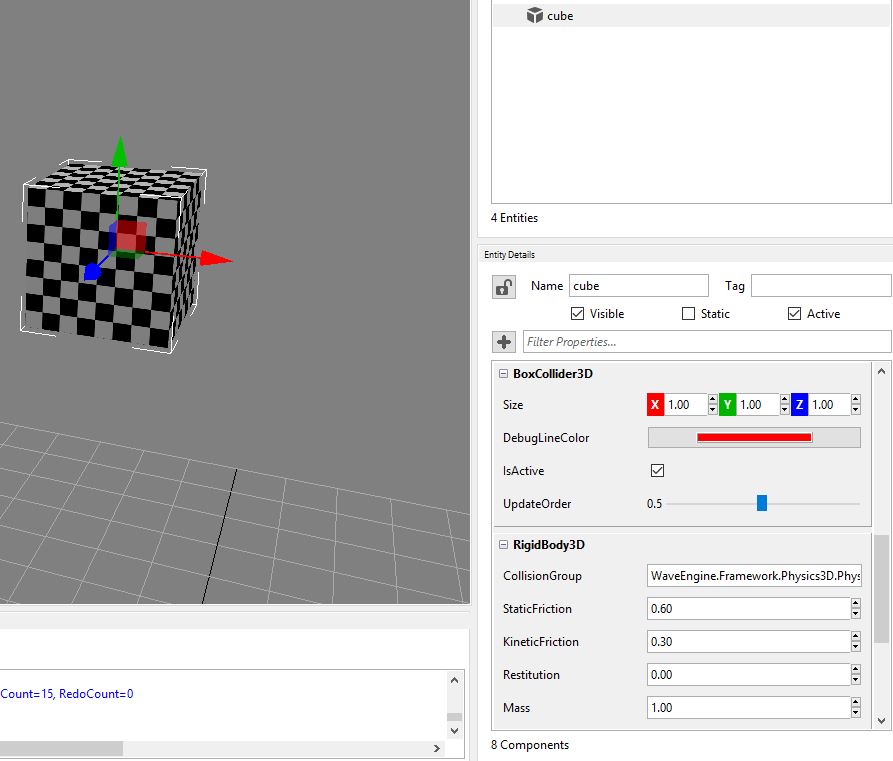 cube
4 Entities
Entity Details
Name cube Tag
Visible Static Active
Filter Properties...
BoxCollider3D
Size X 1.00 Y 1.00 Z 1.00
DebugLineColor
IsActive
UpdateOrder 0.5
RigidBody3D
CollisionGroup WaveEngine.Framework.Physics3D.Phys
StaticFriction 0.60
KineticFriction 0.30
Restitution 0.00
Mass 1.00
Count=15, RedoCount=0
8 Components